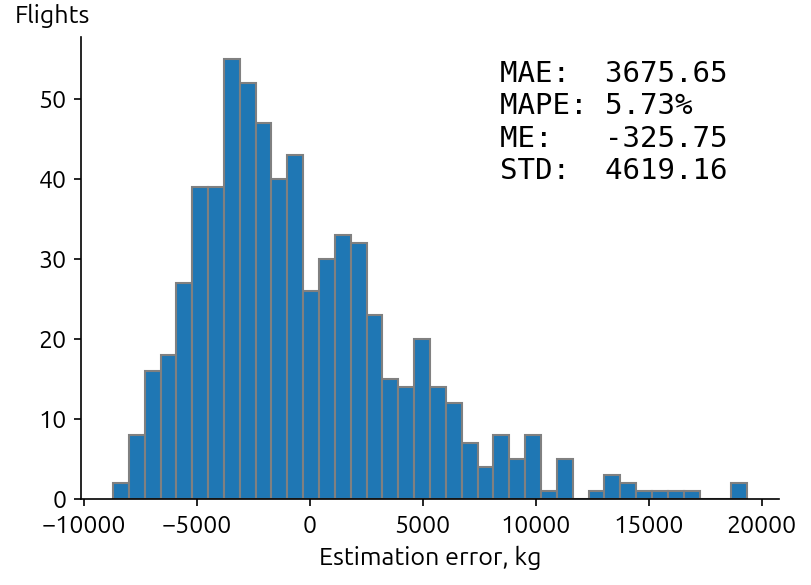 Flights
MAE: 3675.65
MAPE: 5.73%
ME: -325.75
STD: 4619.16
50
40
30
20
10
0
−10000 −5000 0 5000 10000 15000 20000
Estimation error, kg